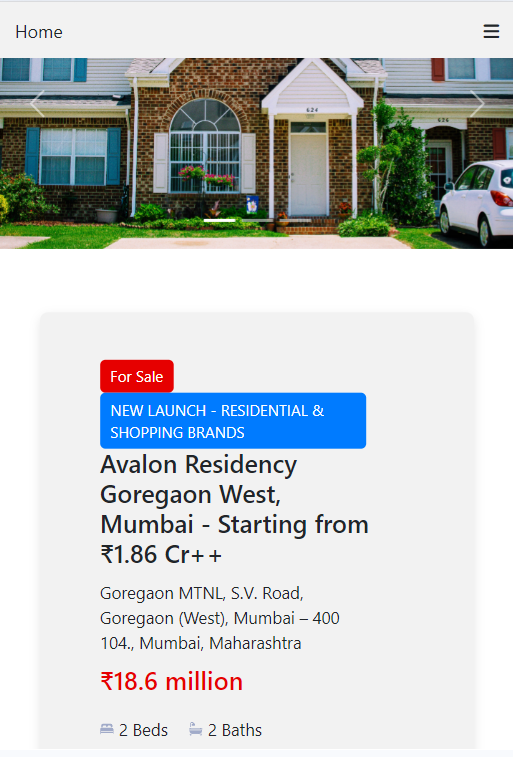 Home
624
626
For Sale
NEW LAUNCH - RESIDENTIAL &
SHOPPING BRANDS
Avalon Residency
Goregaon West,
Mumbai - Starting from
₹1.86 Cr++
Goregaon MTNL, S.V. Road,
Goregaon (West), Mumbai – 400
104., Mumbai, Maharashtra
₹18.6 million
2 Beds 2 Baths